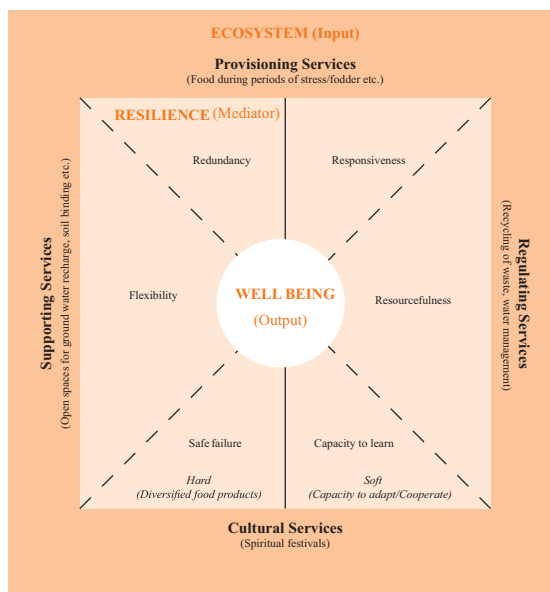 ECOSYSTEM (Input)
Provisioning Services
(Food during periods of stress/fodder etc.)
RESILIENCE (Mediator)
Redundancy
Responsiveness
Supporting Services
(Open spaces for ground water recharge, soil binding etc.)
Flexibility
WELL BEING
(Output)
Resourcefulness
Regulating Services
(Recycling of waste, water management)
Safe failure
Capacity to learn
Hard
(Diversified food products)
Soft
(Capacity to adapt/Cooperate)
Cultural Services
(Spiritual festivals)